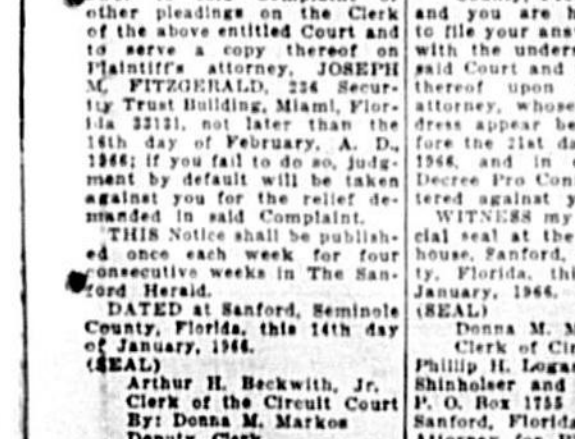 other pleadings on the Clerk
of the above entitled Court and
to serve a copy thereof on
Plaintiff's attorney, JOSEPH
M. FITZGERALD, 236 Secur-
ity Trust Building, Miami, Flor-
ida 33131, not later than the
16th day of February, A. D.,
1966; if you fail to do so, judg-
ment by default will be taken
against you for the relief de-
manded in said Complaint.
THIS Notice shall be publish-
ed once each week for four
consecutive weeks in The San-
ford Herald.
DATED at Sanford, Seminole
County, Florida, this 14th day
of January, 1966.
(SEAL)
Arthur H. Beckwith, Jr.
Clerk of the Circuit Court
By: Donna M. Markos
Deputy Clerk
and you are h
to file your ans
with the under
said Court and
thereof upon
attorney, whose
dress appear be
fore the 21st da
1966, and in
Decree Pro Con
tered against y
WITNESS my
cial seal at the
house, Sanford,
ty, Florida, thi
January, 1966.
(SEAL)
Donna M. M
Clerk of Cir
Phillip H. Loga
Shinholser and
P. O. Box 1755
Sanford, Florida